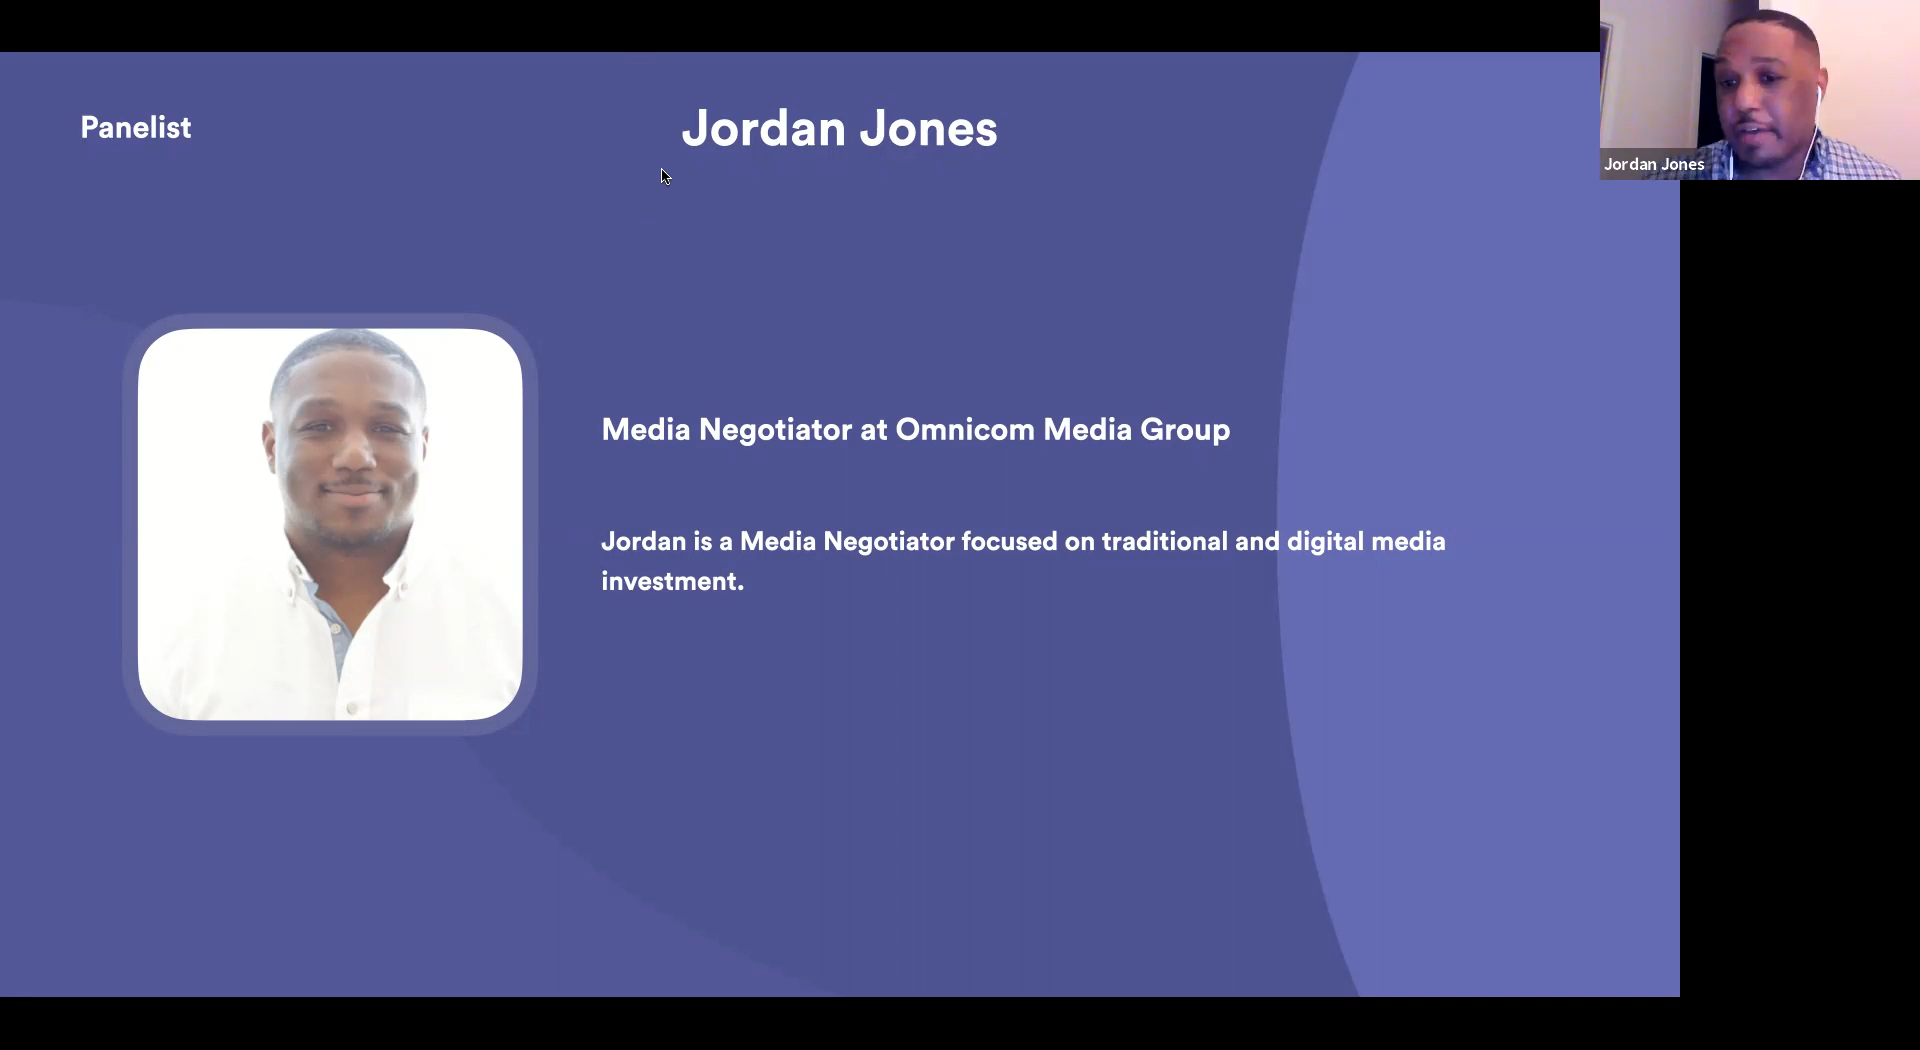 Panelist
Jordan Jones
Jordan Jones
Media Negotiator at Omnicom Media Group
Jordan is a Media Negotiator focused on traditional and digital media
investment.